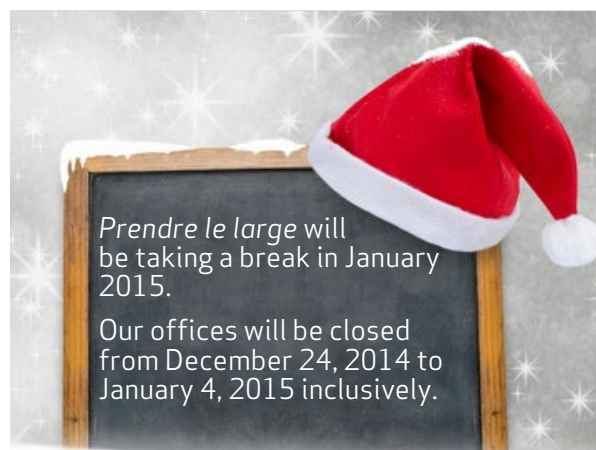 Prendre le large will
be taking a break in January
2015.
Our offices will be closed
from December 24, 2014 to
January 4, 2015 inclusively.